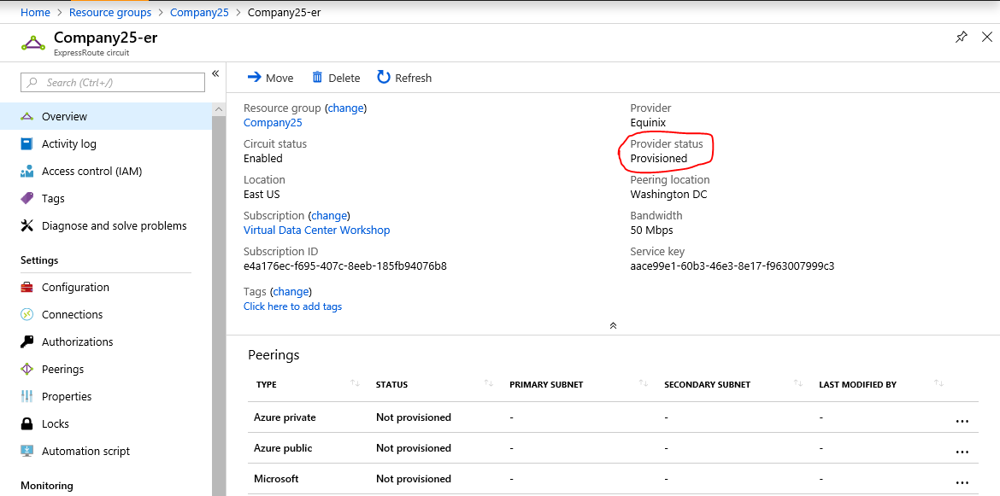 Home > Resource groups > Company25 > Company25-er
Company25-er
ExpressRoute circuit
Search (Ctrl+/)
«
Overview
Activity log
Access control (IAM)
Tags
Diagnose and solve problems
Settings
Configuration
Connections
Authorizations
Peerings
Properties
Locks
Automation script
Monitoring
Move Delete Refresh
Resource group (change)
Company25
Circuit status
Enabled
Location
East US
Subscription (change)
Virtual Data Center Workshop
Subscription ID
e4a176ec-f695-407c-8eeb-185fb94076b8
Tags (change)
Click here to add tags
Provider
Equinix
Provider status
Provisioned
Peering location
Washington DC
Bandwidth
50 Mbps
Service key
aace99e1-60b3-46e3-8e17-f963007999c3
Peerings
TYPE STATUS PRIMARY SUBNET SECONDARY SUBNET LAST MODIFIED BY
Azure private Not provisioned - - - ...
Azure public Not provisioned - - - ...
Microsoft Not provisioned - - - ...